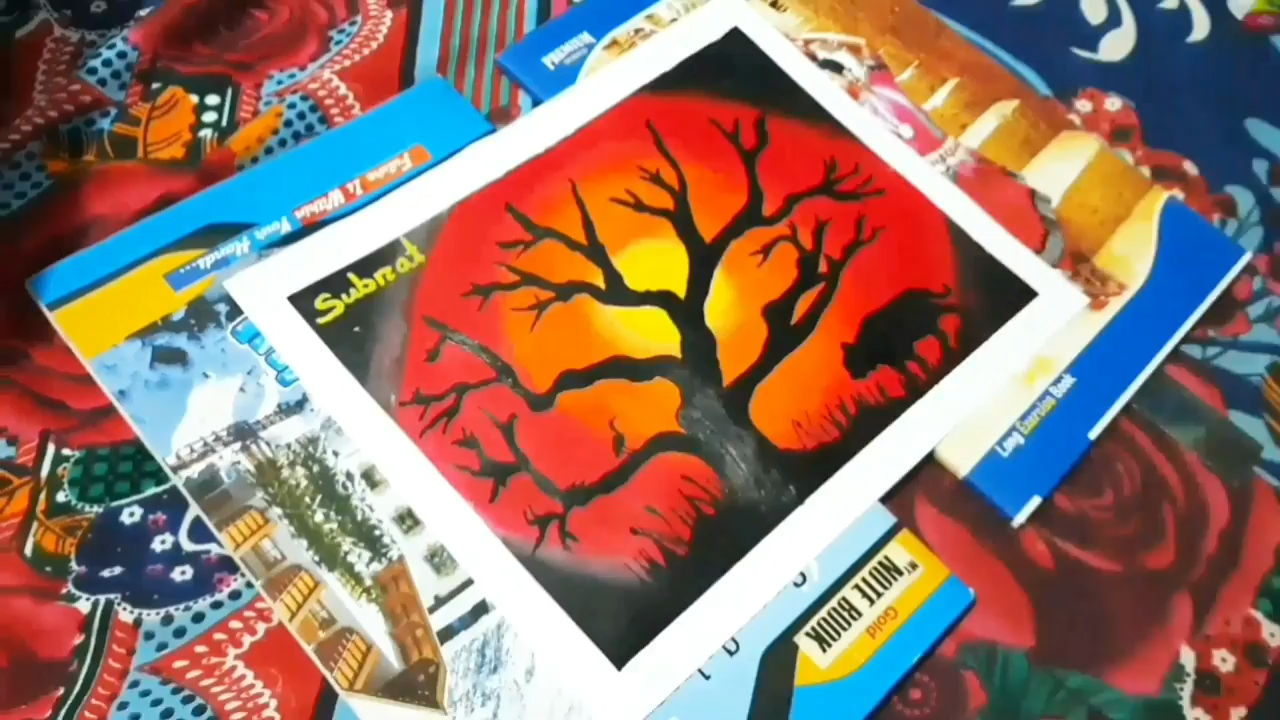 PREMIUM
Future Is Within Your Hands...
Subrat
Long Exercise Book
MY
NOTE BOOK
Gold